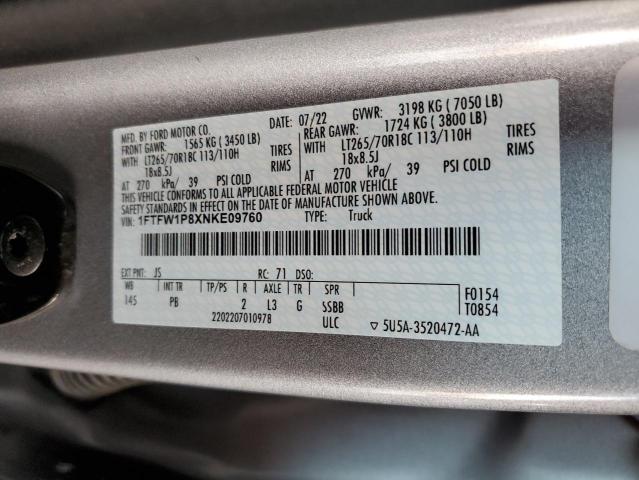 MFD. BY FORD MOTOR CO.
DATE: 07/22 GVWR: 3198 KG ( 7050 LB)
FRONT GAWR: 1565 KG ( 3450 LB) REAR GAWR: 1724 KG ( 3800 LB)
WITH LT265/70R18C 113/110H TIRES WITH LT265/70R18C 113/110H TIRES
18x8.5J RIMS 18x8.5J RIMS
AT 270 kPa/ 39 PSI COLD AT 270 kPa/ 39 PSI COLD
THIS VEHICLE CONFORMS TO ALL APPLICABLE FEDERAL MOTOR VEHICLE
SAFETY STANDARDS IN EFFECT ON THE DATE OF MANUFACTURE SHOWN ABOVE.
VIN: 1FTFW1P8XNKE09760 TYPE: Truck
EXT PNT: JS RC: 71 DSO:
WB INT TR TP/PS R AXLE TR SPR
145 PB 2 L3 G SSBB
F0154
T0854
2202207010978 ULC 5U5A-3520472-AA